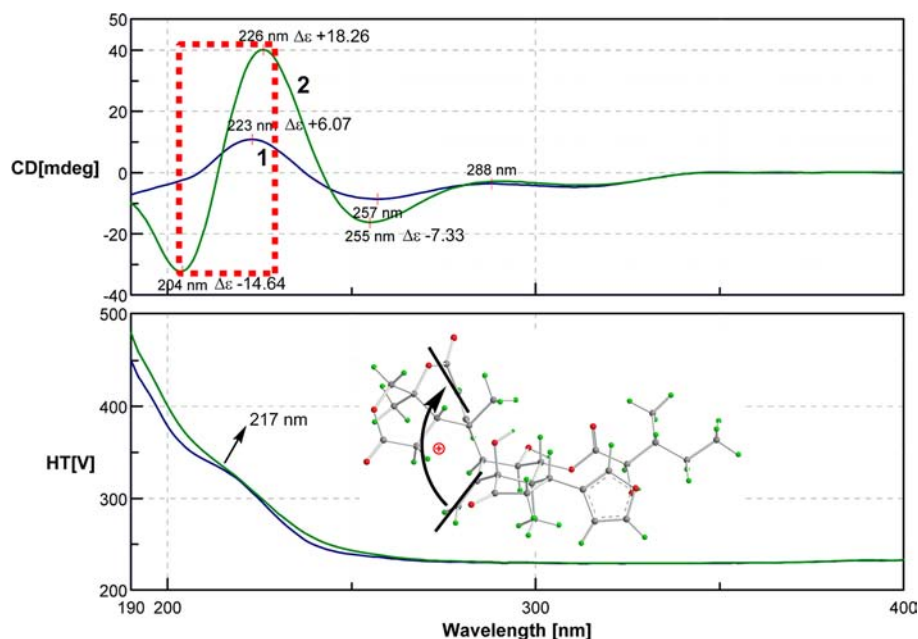 50
40
20
0
-20
-40
CD[mdeg]
226 nm Δε +18.26
2
223 nm Δε +6.07
1
288 nm
257 nm
255 nm Δε -7.33
204 nm Δε -14.64
500
400
300
200
HT[V]
217 nm
+
190 200 300 400
Wavelength [nm]